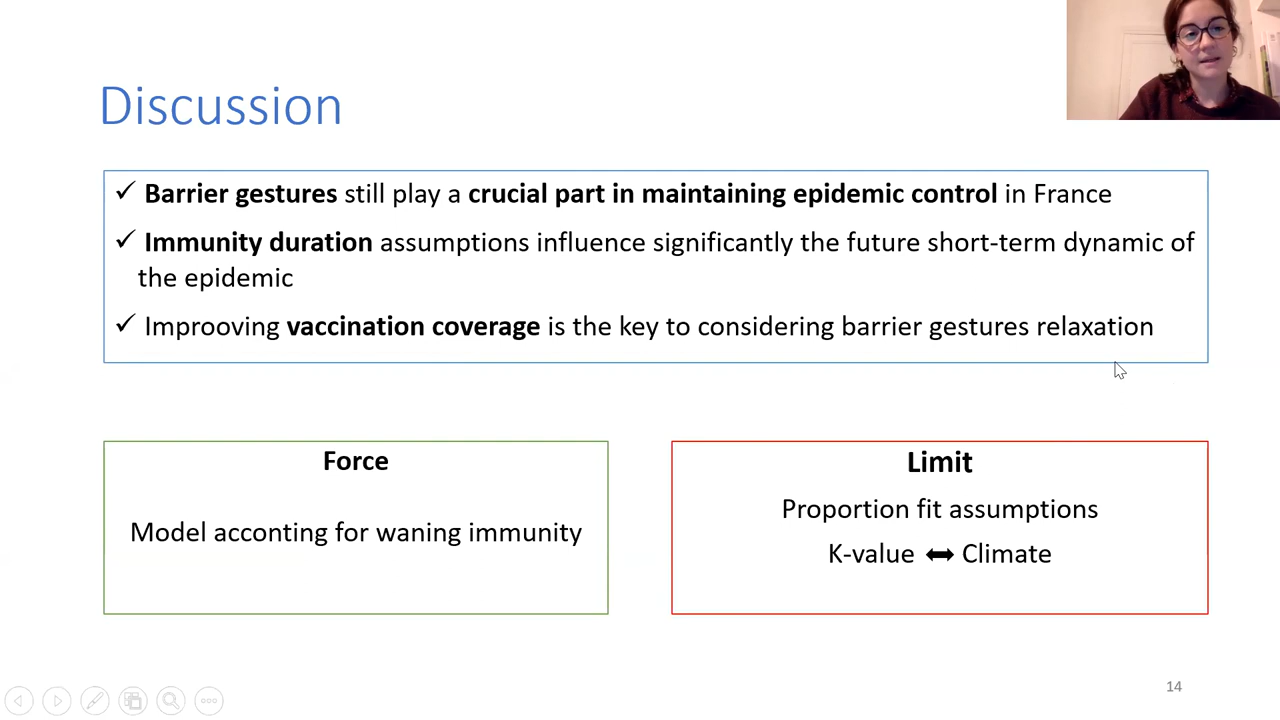 Discussion
✓ Barrier gestures still play a crucial part in maintaining epidemic control in France
✓ Immunity duration assumptions influence significantly the future short-term dynamic of
the epidemic
✓ Improoving vaccination coverage is the key to considering barrier gestures relaxation
Force
Model acconting for waning immunity
Limit
Proportion fit assumptions
K-value ⬌ Climate
14